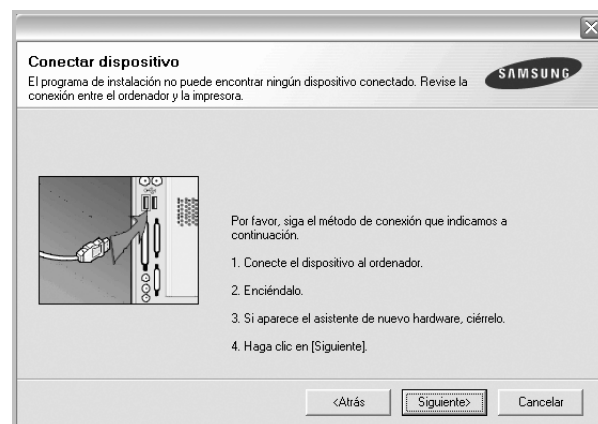 Conectar dispositivo
El programa de instalación no puede encontrar ningún dispositivo conectado. Revise la
conexión entre el ordenador y la impresora.
SAMSUNG
Por favor, siga el método de conexión que indicamos a
continuación.
1. Conecte el dispositivo al ordenador.
2. Enciéndalo.
3. Si aparece el asistente de nuevo hardware, ciérrelo.
4. Haga clic en [Siguiente].
<Atrás
Siguiente>
Cancelar